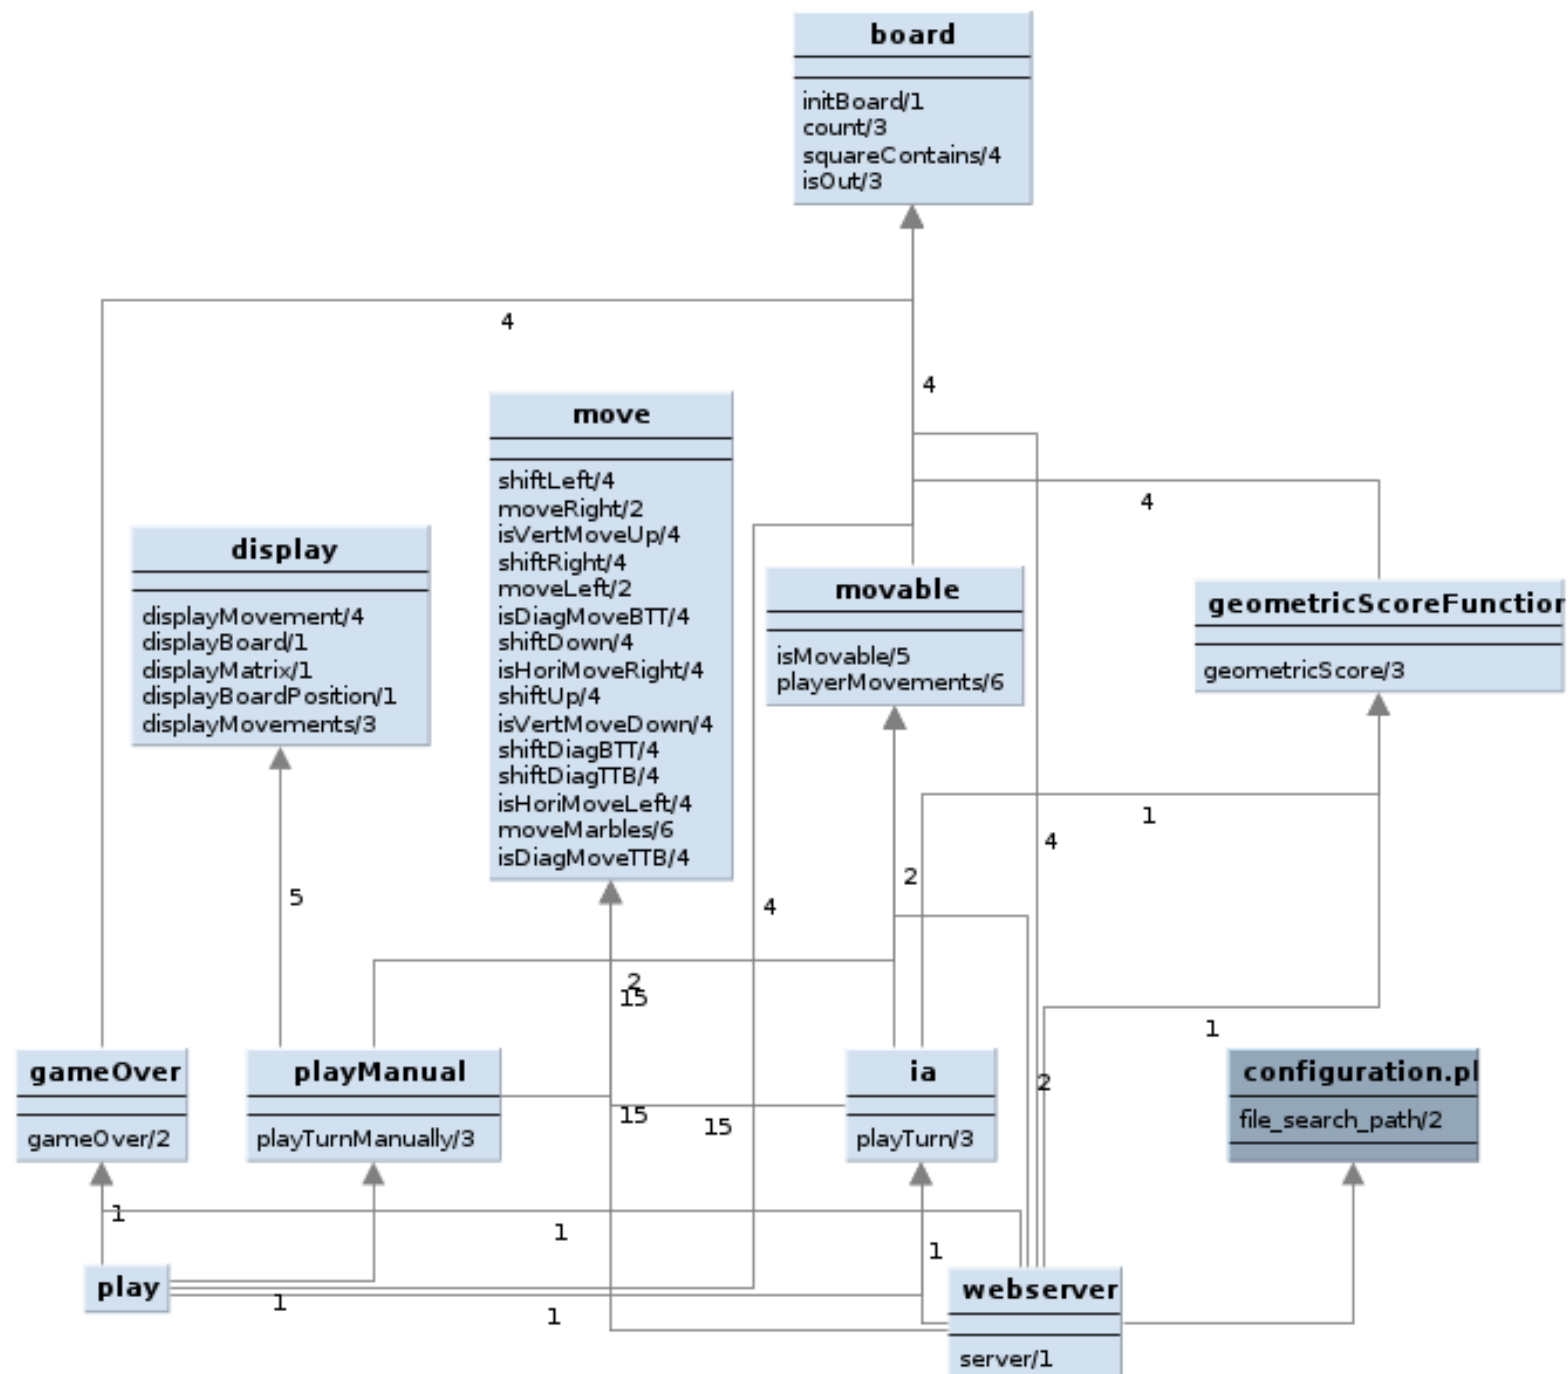 board
initBoard/1
count/3
squareContains/4
isOut/3
4
4
move
shiftLeft/4
moveRight/2
isVertMoveUp/4
shiftRight/4
moveLeft/2
isDiagMoveBTT/4
shiftDown/4
isHoriMoveRight/4
shiftUp/4
isVertMoveDown/4
shiftDiagBTT/4
shiftDiagTTB/4
isHoriMoveLeft/4
moveMarbles/6
isDiagMoveTTB/4
4
display
displayMovement/4
displayBoard/1
displayMatrix/1
displayBoardPosition/1
displayMovements/3
movable
isMovable/5
playerMovements/6
geometricScoreFunction
geometricScore/3
1
4
2
5
4
2
15
1
gameOver
gameOver/2
playManual
playTurnManually/3
ia
playTurn/3
2
configuration.pl
file_search_path/2
15
15
1
1
1
play
1
1
webserver
server/1